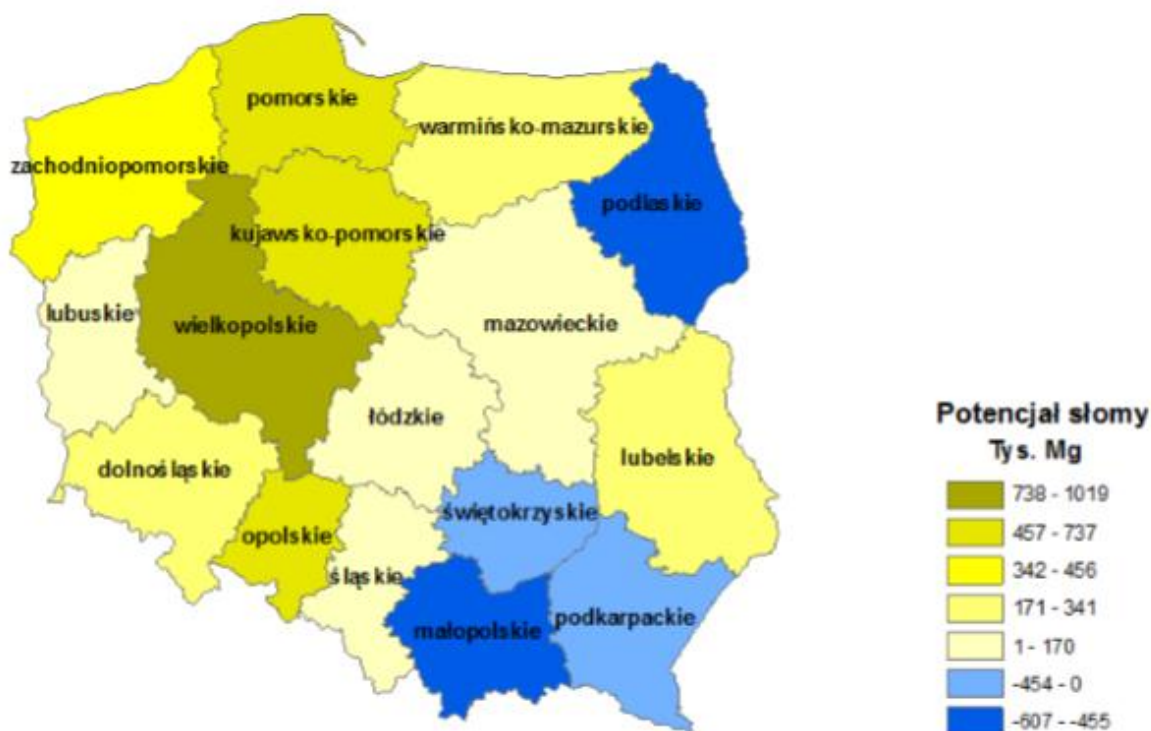 pomorskie
warmińsko-mazurskie
zachodniopomorskie
podlaskie
kujawsko-pomorskie
lubuskie
wielkopolskie
mazowieckie
łódzkie
dolnośląskie
lubelskie
opolskie
świętokrzyskie
śląskie
podkarpackie
małopolskie
Potencjał słomy
Tys. Mg
738 - 1019
457 - 737
342 - 456
171 - 341
1 - 170
-454 - 0
-607 - -455